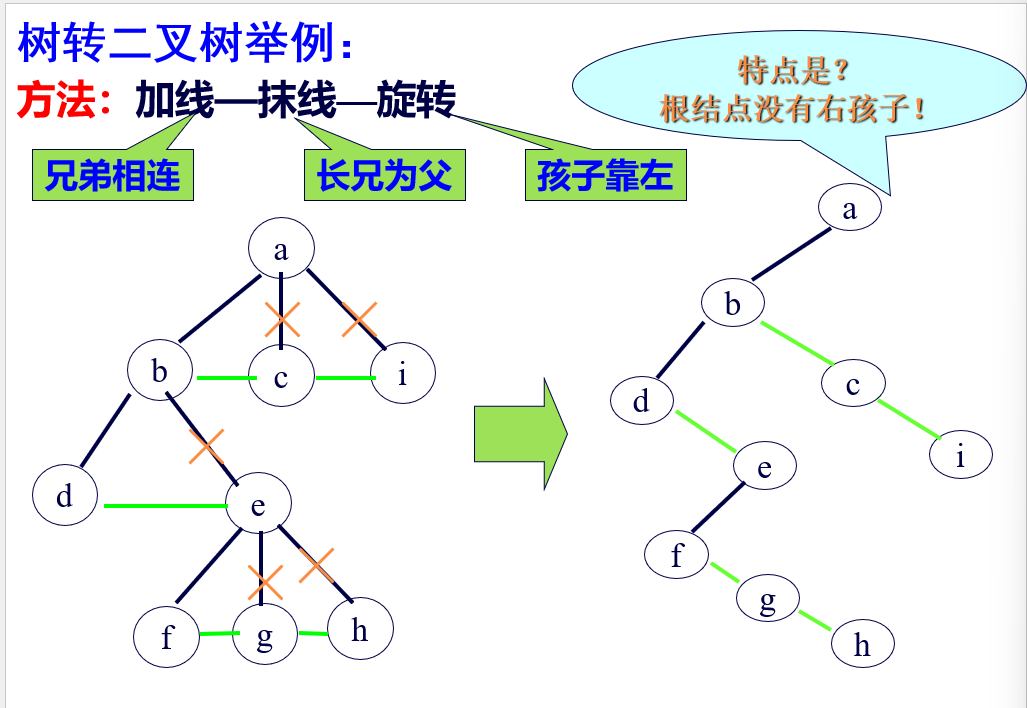 树转二叉树举例：
方法：加线—抹线—旋转
特点是？
根结点没有右孩子！
兄弟相连
长兄为父
孩子靠左
a
b
c
i
d
e
f
g
h
a
b
c
d
i
e
f
g
h